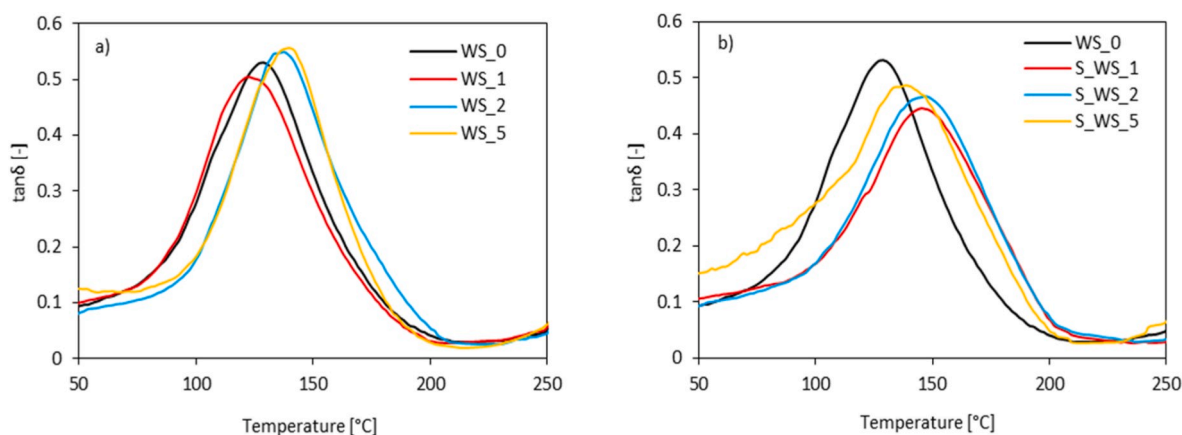 a)
WS_0
WS_1
WS_2
WS_5
tanδ [-]
0.6
0.5
0.4
0.3
0.2
0.1
0
50
100
150
200
250
Temperature [°C]
b)
WS_0
S_WS_1
S_WS_2
S_WS_5
tanδ [-]
0.6
0.5
0.4
0.3
0.2
0.1
0
50
100
150
200
250
Temperature [°C]